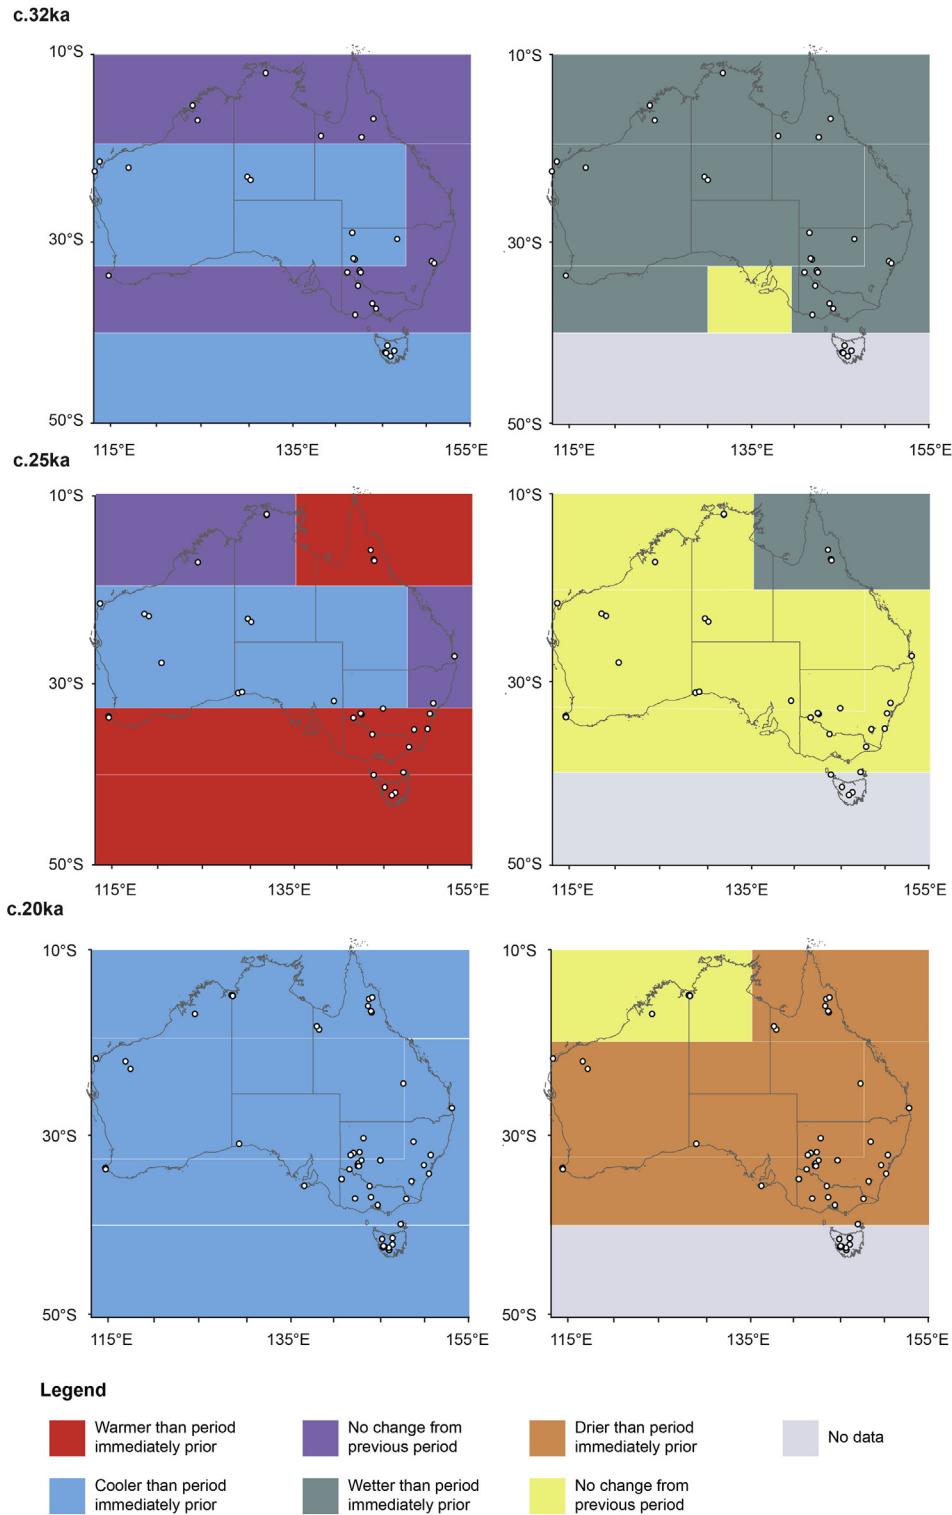 c.32ka
10°S
30°S
50°S
115°E 135°E 155°E
10°S
30°S
50°S
115°E 135°E 155°E
c.25ka
10°S
30°S
50°S
115°E 135°E 155°E
10°S
30°S
50°S
115°E 135°E 155°E
c.20ka
10°S
30°S
50°S
115°E 135°E 155°E
10°S
30°S
50°S
115°E 135°E 155°E
Legend
Warmer than period
immediately prior
No change from
previous period
Drier than period
immediately prior
No data
Cooler than period
immediately prior
Wetter than period
immediately prior
No change from
previous period